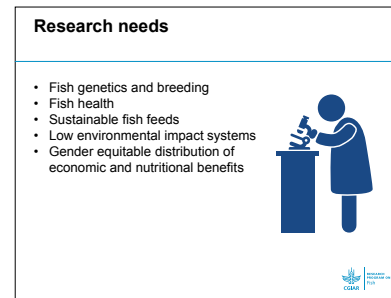 Research needs
• Fish genetics and breeding
• Fish health
• Sustainable fish feeds
• Low environmental impact systems
• Gender equitable distribution of
economic and nutritional benefits
CGIAR
RESEARCH
PROGRAM ON
Fish